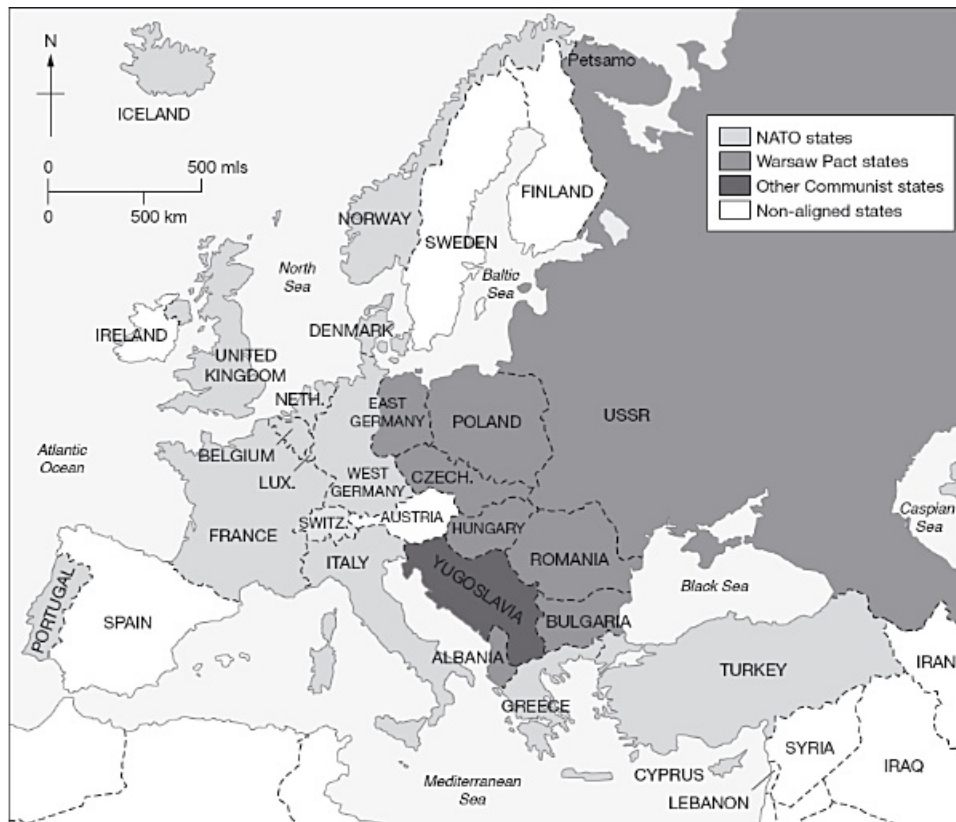 N
Petsamo
ICELAND
0 500 mls
0 500 km
NATO states
Warsaw Pact states
Other Communist states
Non-aligned states
FINLAND
NORWAY
SWEDEN
North
Sea
Baltic
Sea
DENMARK
IRELAND
UNITED
KINGDOM
NETH.
EAST
GERMANY
POLAND
USSR
BELGIUM
Atlantic
Ocean
LUX.
WEST
GERMANY
CZECH.
Caspian
Sea
SWITZ.
AUSTRIA
HUNGARY
FRANCE
ITALY
ROMANIA
YUGOSLAVIA
Black Sea
PORTUGAL
SPAIN
BULGARIA
ALBANIA
TURKEY
IRAN
GREECE
SYRIA
IRAQ
CYPRUS
LEBANON
Mediterranean
Sea